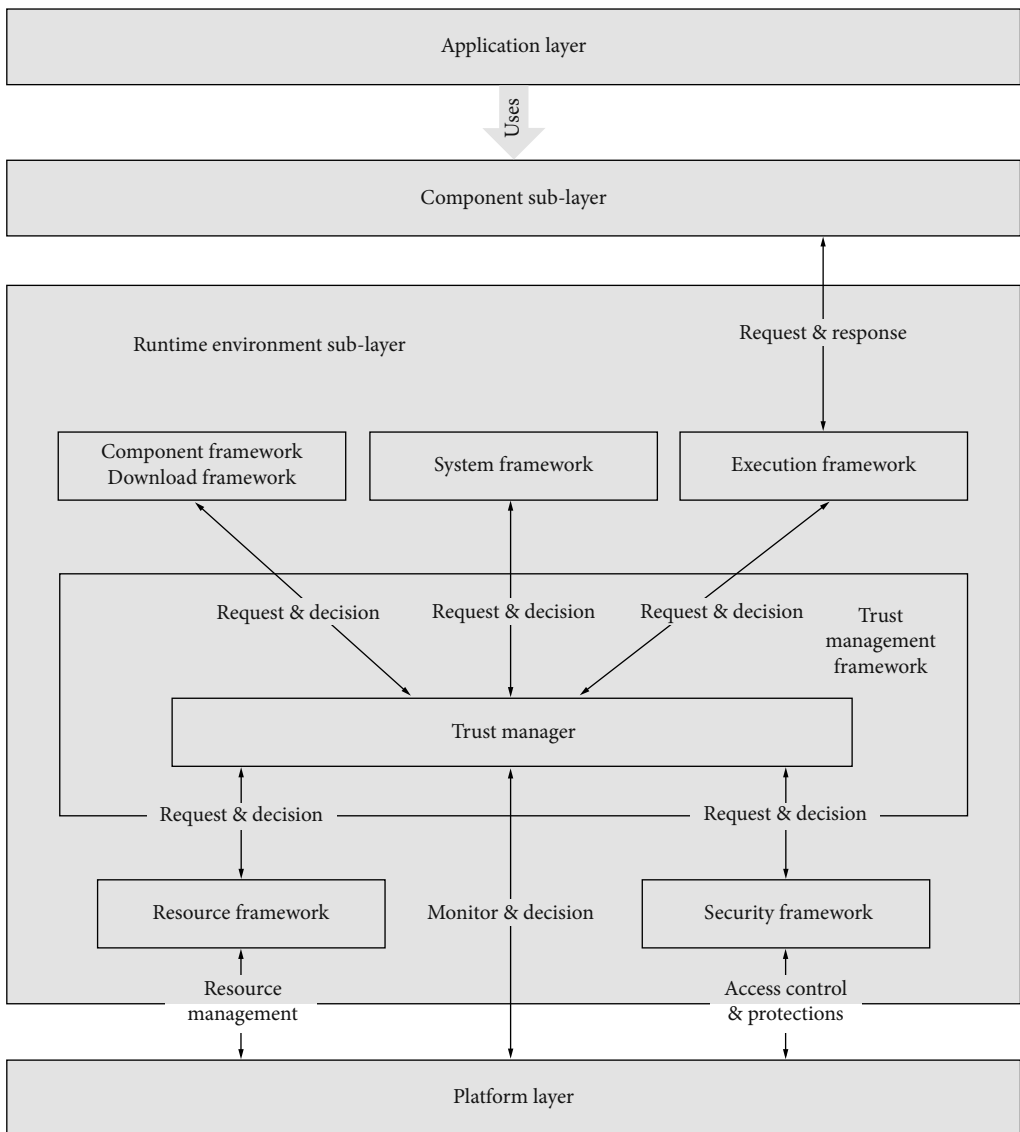 Application layer
Uses
Component sub-layer
Request & response
Runtime environment sub-layer
Component framework
Download framework
System framework
Execution framework
Request & decision
Request & decision
Request & decision
Trust
management
framework
Trust manager
Request & decision
Request & decision
Resource framework
Monitor & decision
Security framework
Resource
management
Access control
& protections
Platform layer